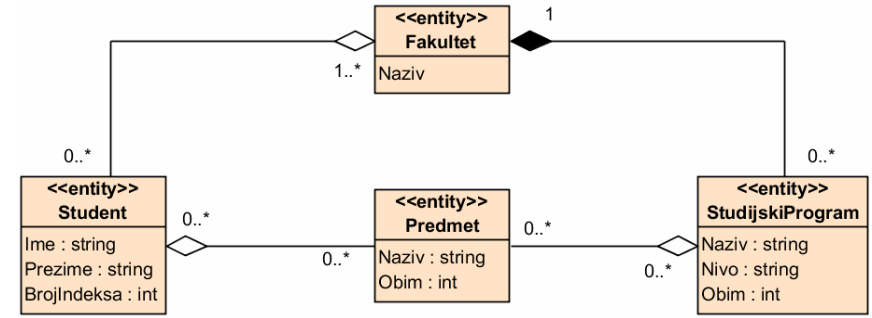 <<entity>>
Fakultet
Naziv
1
1..*
0..*
0..*
<<entity>>
Student
Ime : string
Prezime : string
BrojIndeksa : int
0..*
0..*
<<entity>>
Predmet
Naziv : string
Obim : int
0..*
0..*
<<entity>>
StudijskiProgram
Naziv : string
Nivo : string
Obim : int